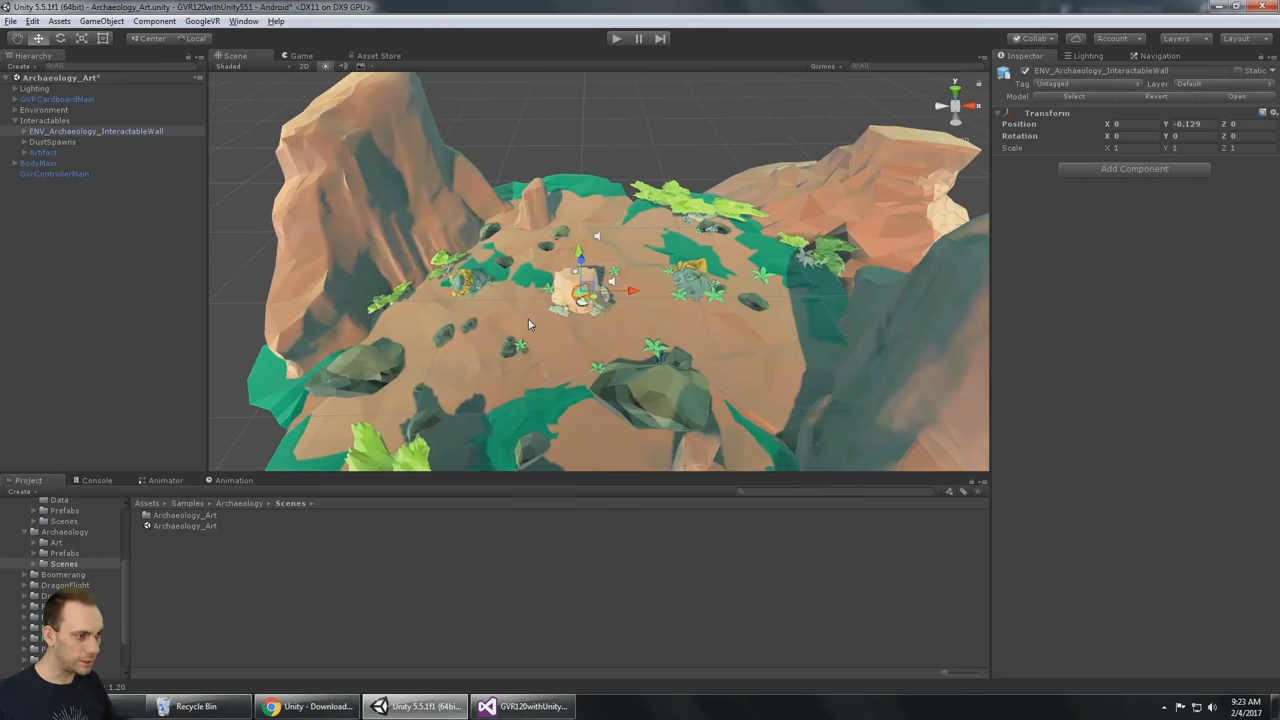 Unity 5.5.1f1 (64bit) - Archaeology_Art.unity - GVR120withUnity551 - Android* <DX11 on DX9 GPU>
File Edit Assets GameObject Component GoogleVR Window Help
Center Local
Collab Account Layers Layout
Hierarchy
Create All
Archaeology_Art*
Lighting
GVRCardboardMain
Environment
Interactables
ENV_Archaeology_InteractableWall
DustSpawns
Artifact
BodyMain
GvrControllerMain
Scene Game Asset Store
Shaded 2D Gizmos All
y
x
Inspector Lighting Navigation
ENV_Archaeology_InteractableWall Static
Tag Untagged Layer Default
Model Select Revert Open
Transform
Position X 0 Y -0.129 Z 0
Rotation X 0 Y 0 Z 0
Scale X 1 Y 1 Z 1
Add Component
Project Console Animator Animation
Create
Data
Prefabs
Scenes
Archaeology
Art
Prefabs
Scenes
Boomerang
DragonFlight
Assets Samples Archaeology Scenes
Archaeology_Art
Archaeology_Art
1.20
Recycle Bin
Unity - Download...
Unity 5.5.1f1 (64bi...
GVR120withUnity...
9:23 AM
2/4/2017